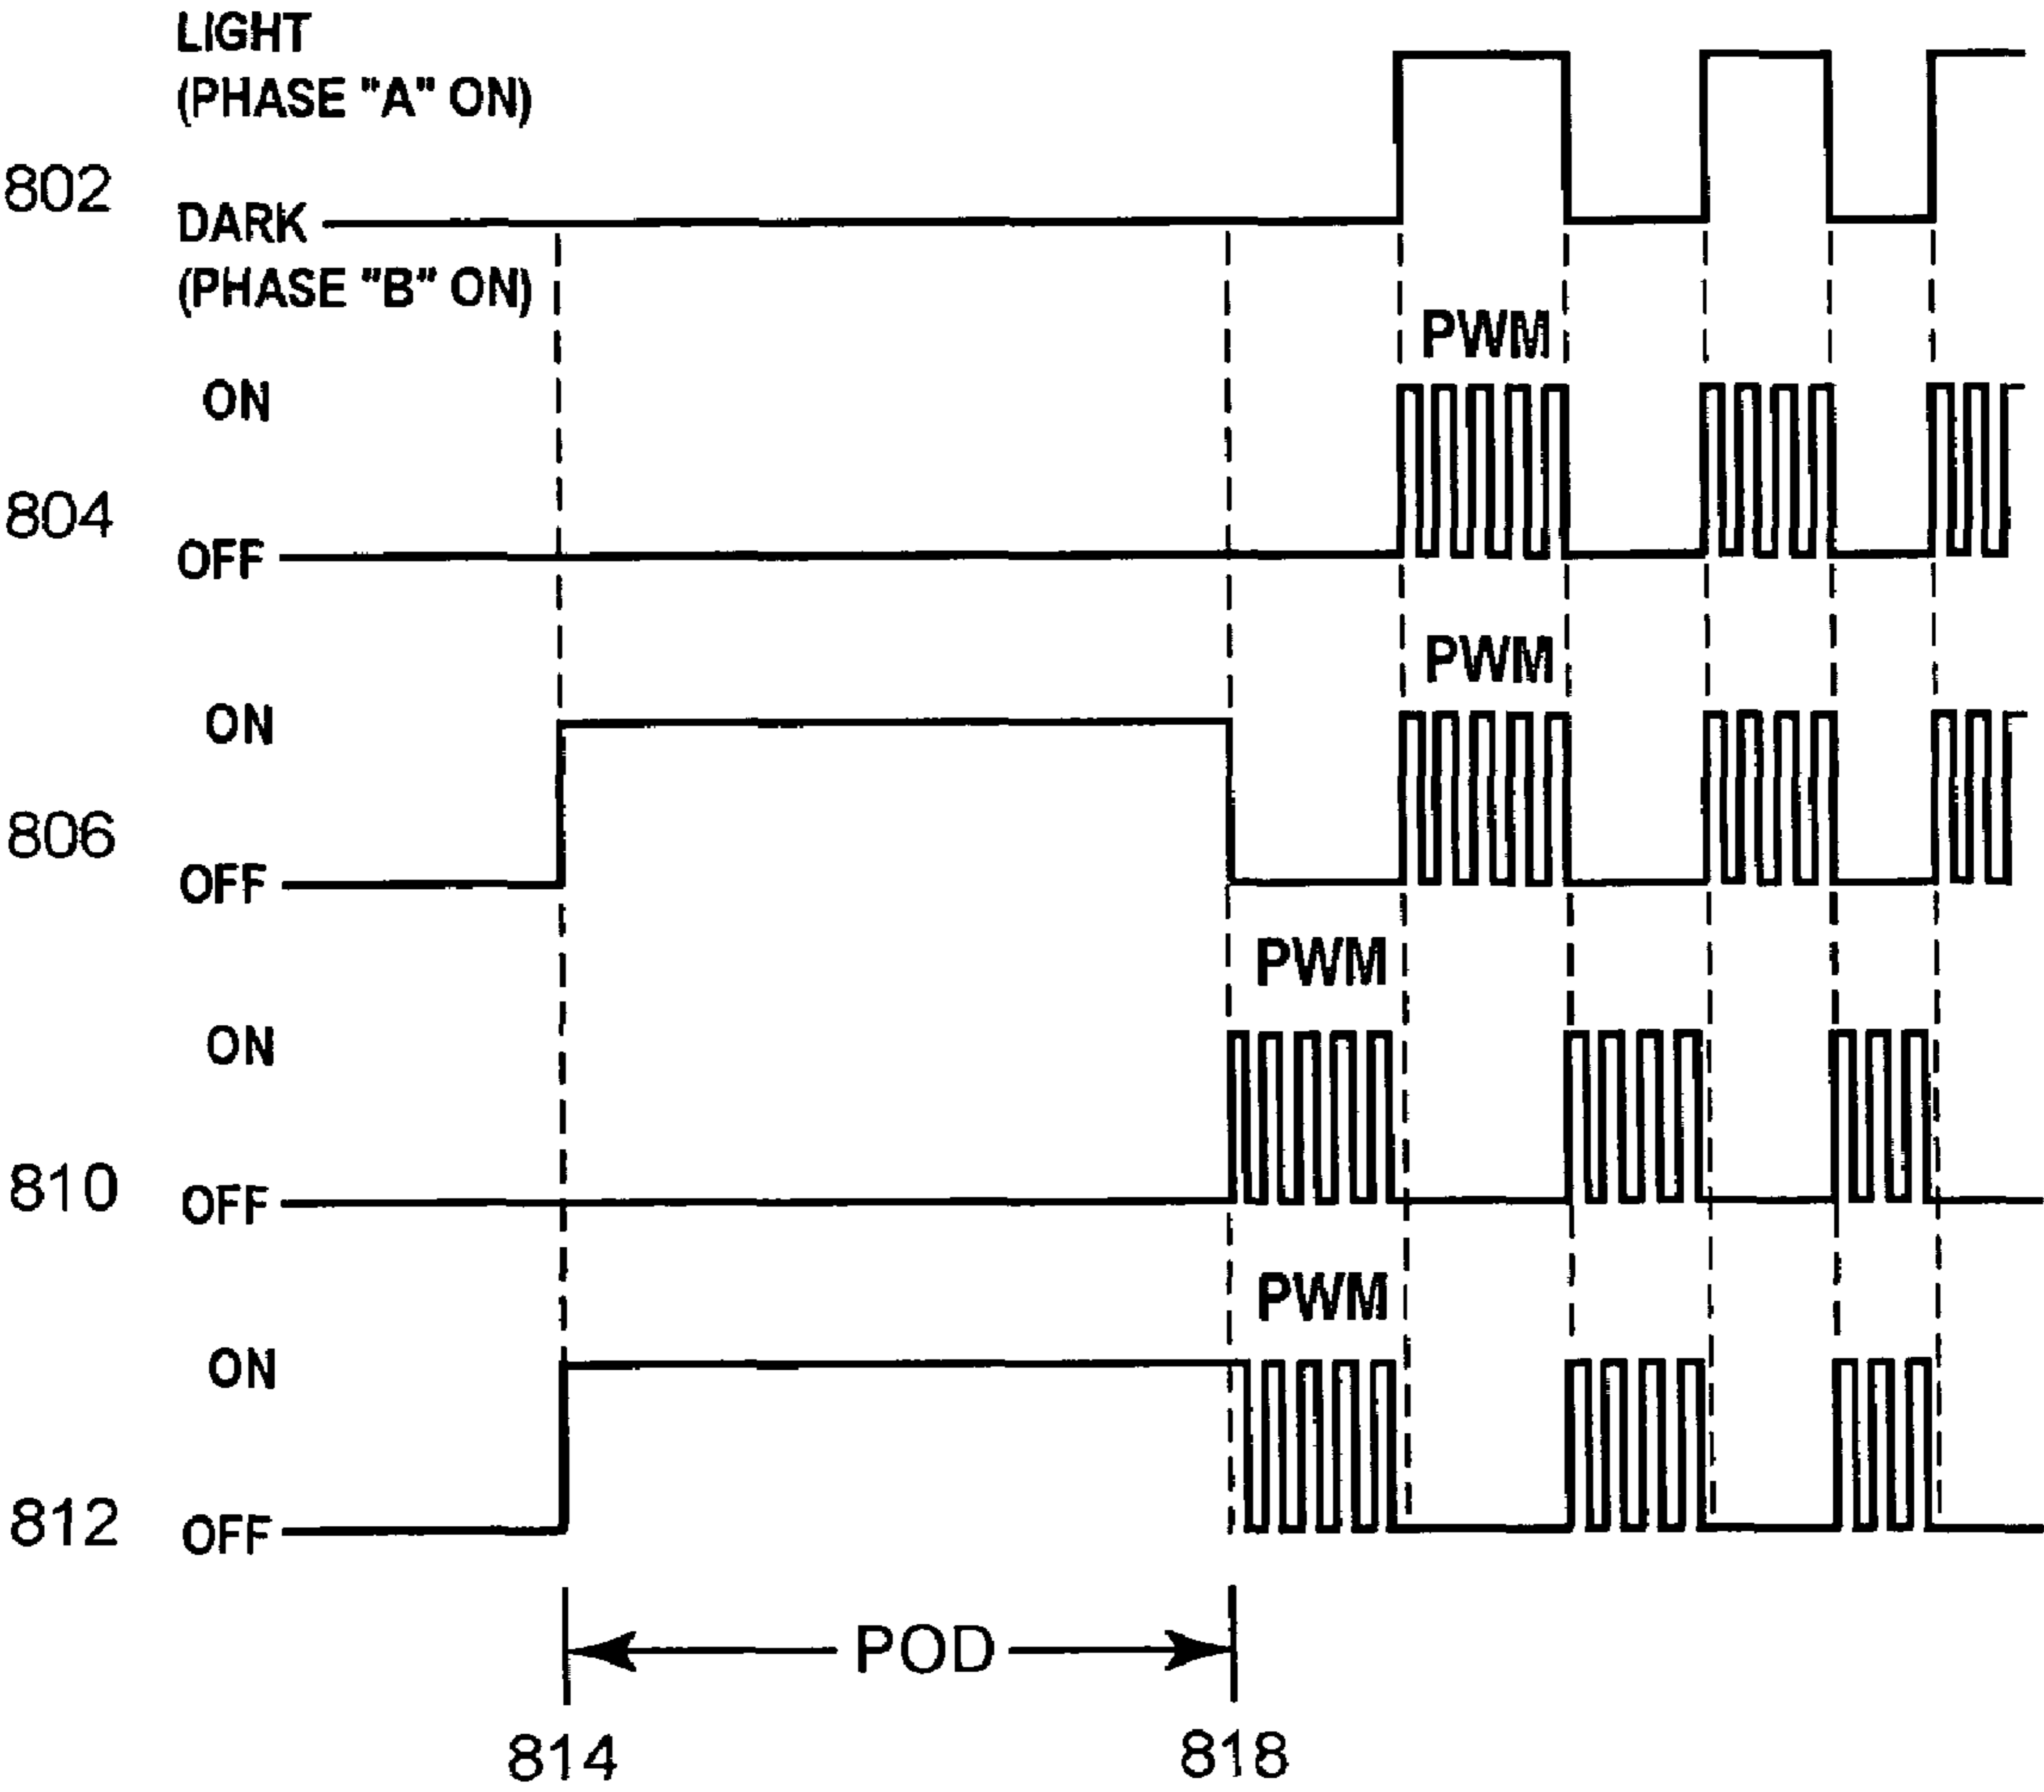 LIGHT
(PHASE "A" ON)
802
DARK
(PHASE "B" ON)
PWM
ON
804
OFF
PWM
ON
806
OFF
PWM
ON
810
OFF
PWM
ON
812
OFF
POD
814
818